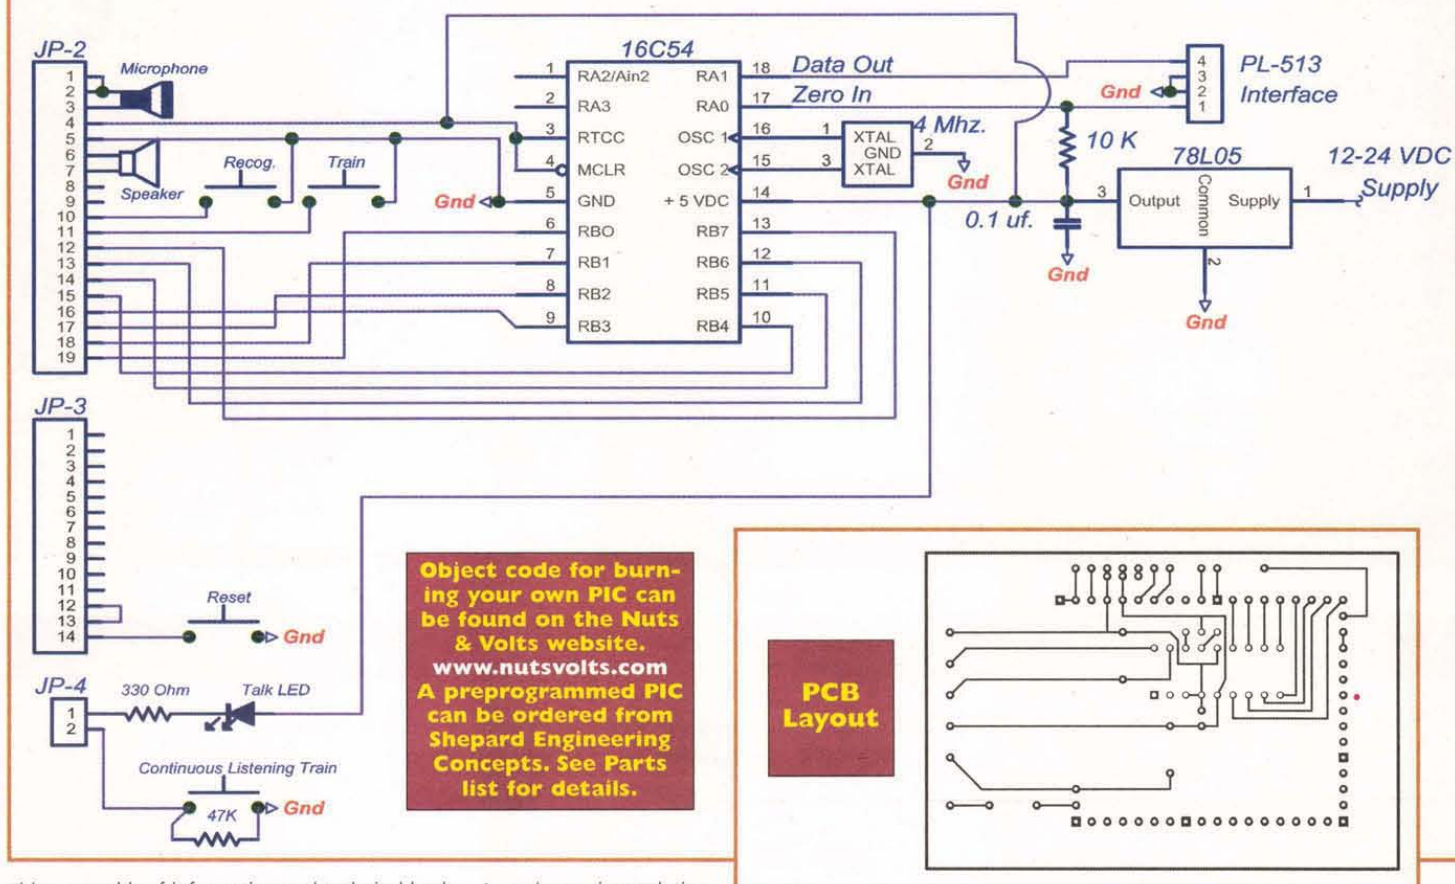 JP-2
1
2
3
4
5
6
7
8
9
10
11
12
13
14
15
16
17
18
19
Microphone
Speaker
Recog.
Train
Gnd
16C54
1 RA2/Ain2
2 RA3
3 RTCC
4 MCLR
5 GND
6 RBO
7 RB1
8 RB2
9 RB3
RA1 18 Data Out
RA0 17 Zero In
OSC 1 16
OSC 2 15
+ 5 VDC 14
RB7 13
RB6 12
RB5 11
RB4 10
4 Mhz.
1 XTAL
GND 2
3 XTAL
Gnd
4
3
2
1
Gnd
PL-513
Interface
10 K
0.1 uf.
Gnd
78L05
3 Output
Common
2
Supply 1
Gnd
12-24 VDC
Supply
JP-3
1
2
3
4
5
6
7
8
9
10
11
12
13
14
Reset
Gnd
JP-4
1
2
330 Ohm
Talk LED
Continuous Listening Train
47K
Gnd
Object code for burn-
ing your own PIC can
be found on the Nuts
& Volts website.
www.nutsvolts.com
A preprogrammed PIC
can be ordered from
Shepard Engineering
Concepts. See Parts
list for details.
PCB
Layout